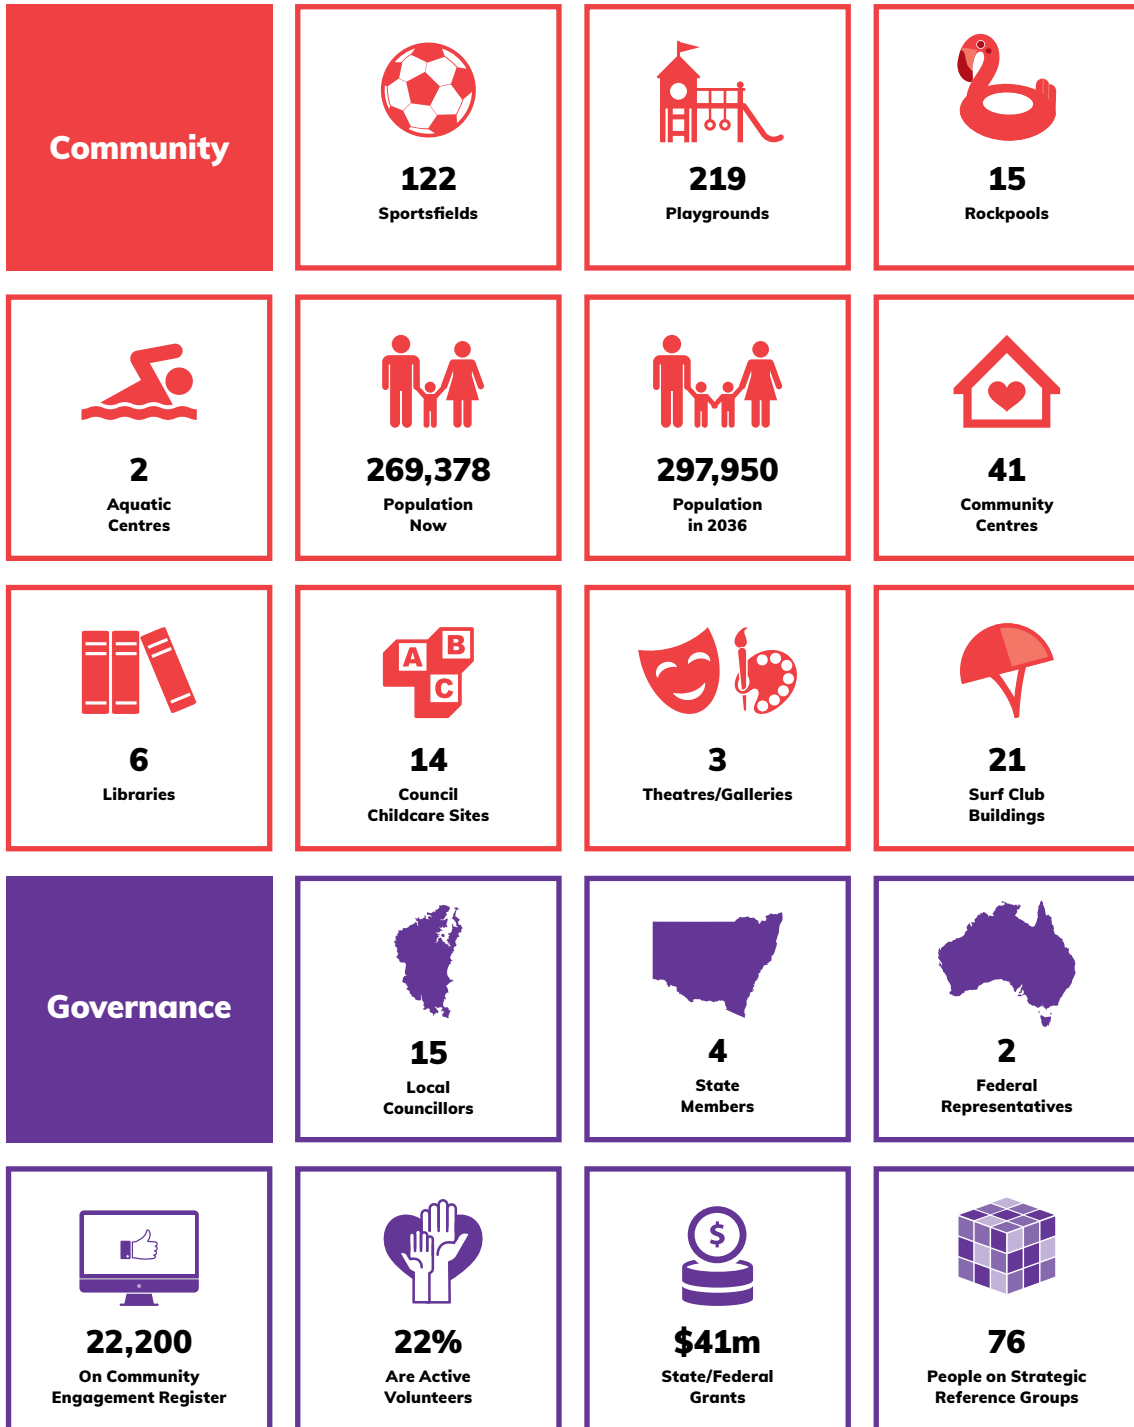 Community
122
Sportsfields
219
Playgrounds
15
Rockpools
2
Aquatic
Centres
269,378
Population
Now
297,950
Population
in 2036
41
Community
Centres
6
Libraries
A
B
C
14
Council
Childcare Sites
3
Theatres/Galleries
21
Surf Club
Buildings
Governance
15
Local
Councillors
4
State
Members
2
Federal
Representatives
22,200
On Community
Engagement Register
22%
Are Active
Volunteers
$
$41m
State/Federal
Grants
76
People on Strategic
Reference Groups